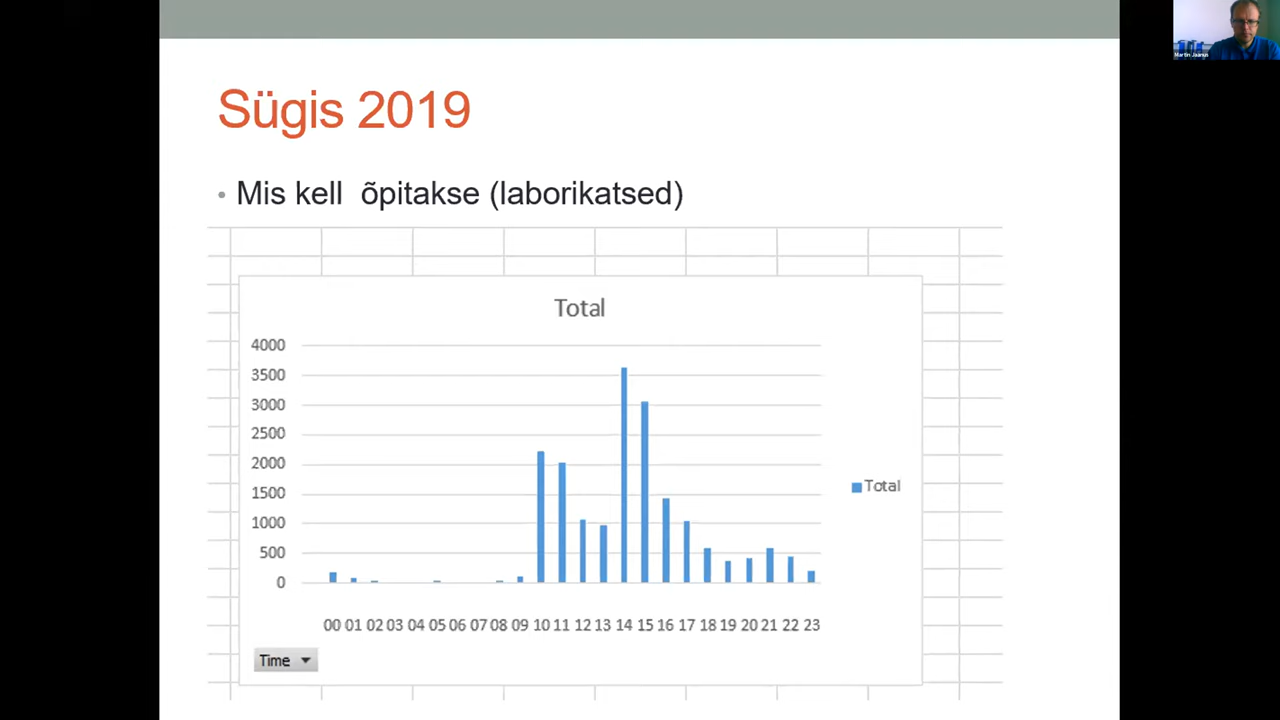 Martin Jaanus
Sügis 2019
• Mis kell õpitakse (laborikatsed)
Total
4000
3500
3000
2500
2000
1500
1000
500
0
Total
00 01 02 03 04 05 06 07 08 09 10 11 12 13 14 15 16 17 18 19 20 21 22 23
Time